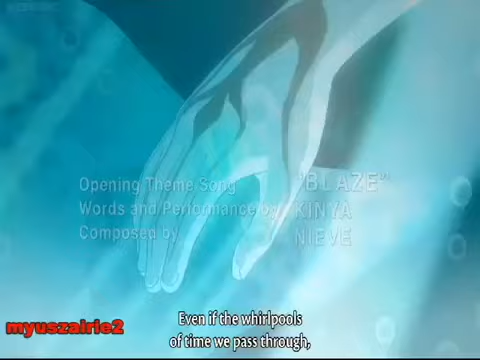 Opening Theme Song "BLAZE"
Words and Performance by KINYA
Composed by NIEVE
Even if the whirlpools
of time we pass through,
myuszairie2